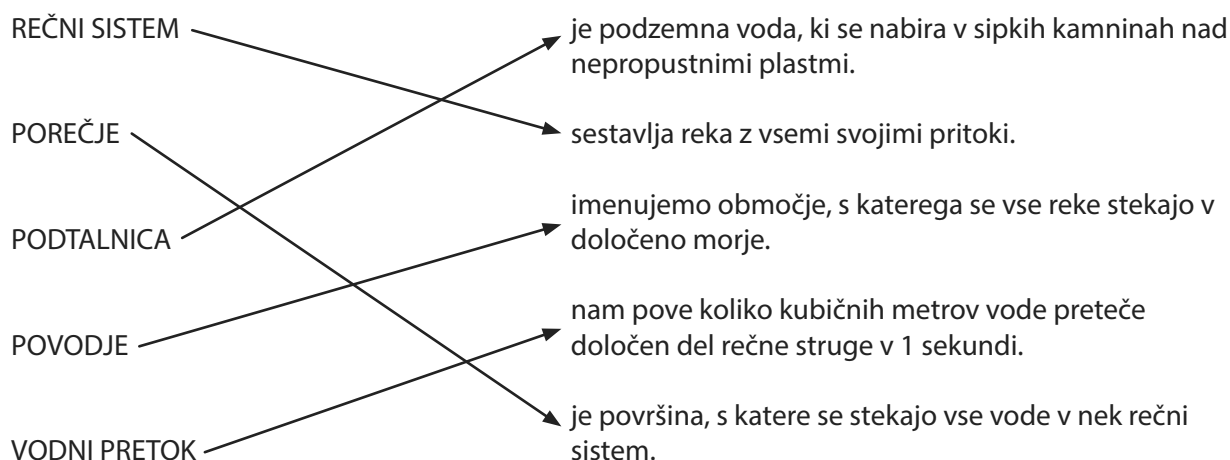 REČNI SISTEM
je podzemna voda, ki se nabira v sipkih kamninah nad
nepropustnimi plastmi.
POREČJE
sestavlja reka z vsemi svojimi pritoki.
PODTALNICA
imenujemo območje, s katerega se vse reke stekajo v
določeno morje.
POVODJE
nam pove koliko kubičnih metrov vode preteče
določen del rečne struge v 1 sekundi.
VODNI PRETOK
je površina, s katere se stekajo vse vode v nek rečni
sistem.